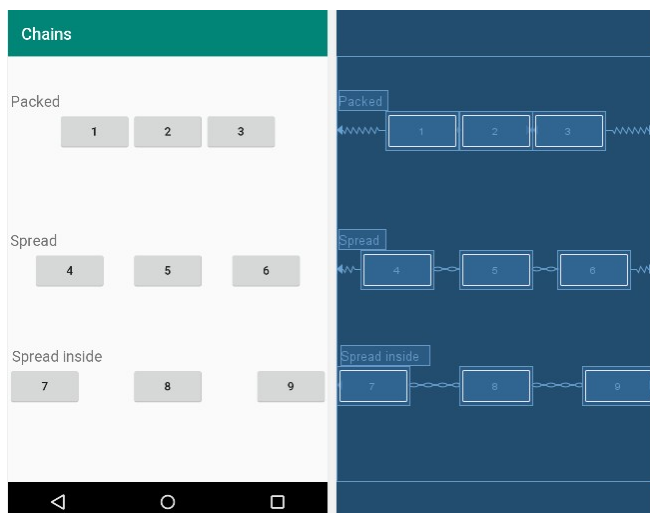 Chains
Packed
1 2 3
Spread
4 5 6
Spread inside
7 8 9
Packed
1 2 3
Spread
4 5 6
Spread inside
7 8 9